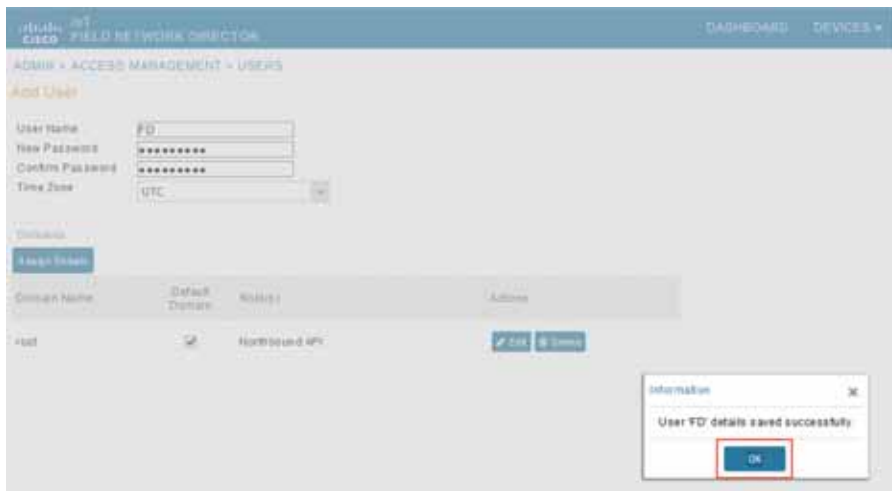 cisco IoT
FIELD NETWORK DIRECTOR
DASHBOARD DEVICES
ADMIN > ACCESS MANAGEMENT > USERS
Add User
User Name FD
New Password •••••••••
Confirm Password •••••••••
Time Zone UTC
Domains
Assign Domain
Domain Name Default Domain Role(s) Actions
root Northbound API Edit Delete
Information
User 'FD' details saved successfully
OK